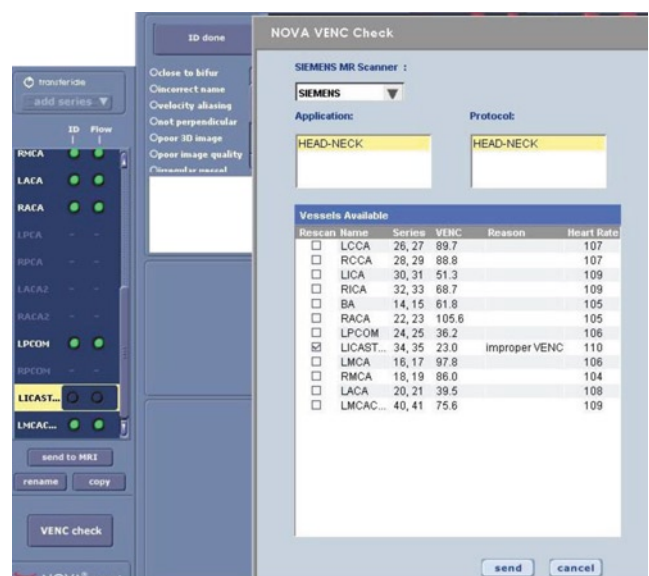 transferidle
add series
ID Flow
RMCA
LACA
RACA
LPCA - -
RPCA - -
LACA2 - -
RACA2 - -
LPCOM
RPCOM - -
LICAST...
LMCAC...
send to MRI
rename copy
VENC check
ID done
close to bifur
incorrect name
velocity aliasing
not perpendicular
poor 3D image
poor image quality
irregular vessel
NOVA VENC Check
SIEMENS MR Scanner :
SIEMENS
Application: Protocol:
HEAD-NECK HEAD-NECK
Vessels Available
Rescan Name Series VENC Reason Heart Rate
LCCA 26, 27 89.7 107
RCCA 28, 29 88.8 107
LICA 30, 31 51.3 109
RICA 32, 33 68.7 109
BA 14, 15 61.8 105
RACA 22, 23 105.6 105
LPCOM 24, 25 36.2 106
LICAST... 34, 35 23.0 improper VENC 110
LMCA 16, 17 97.8 106
RMCA 18, 19 86.0 104
LACA 20, 21 39.5 108
LMCAC... 40, 41 75.6 109
send cancel